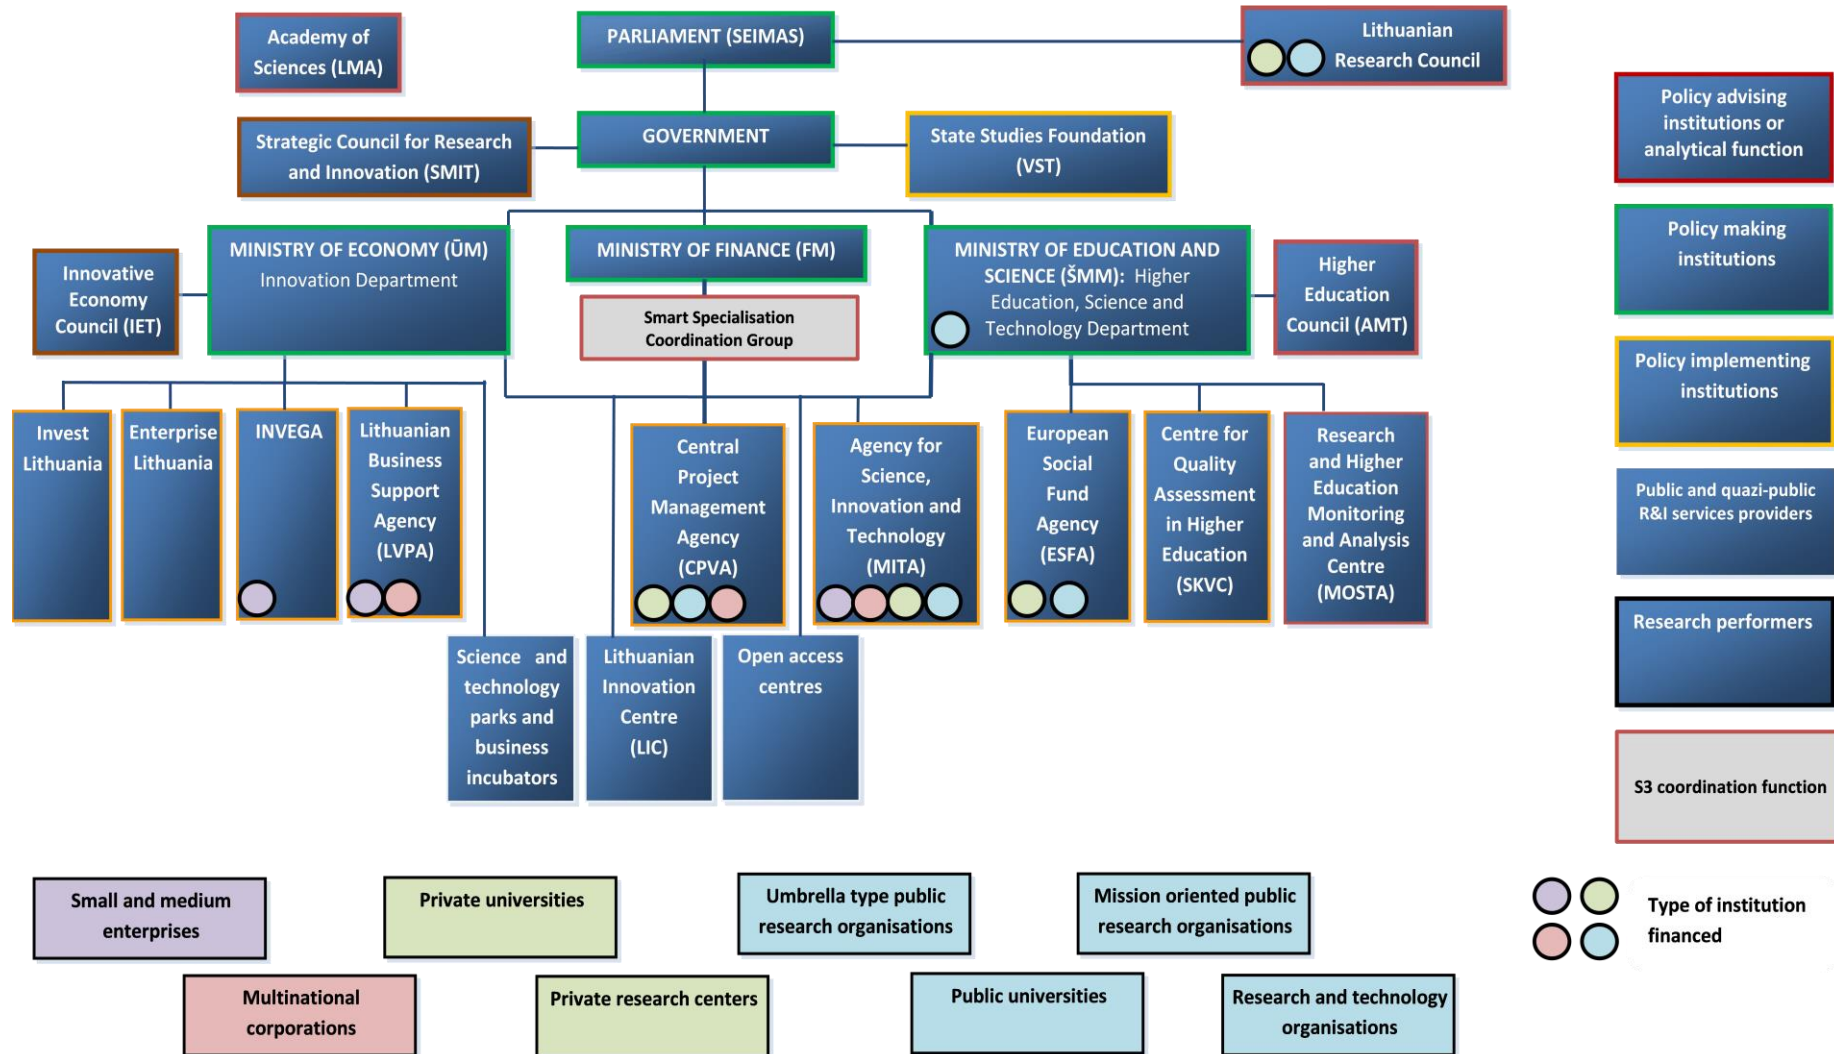 Academy of
Sciences (LMA)
PARLIAMENT (SEIMAS)
Lithuanian
Research Council
Strategic Council for Research
and Innovation (SMIT)
GOVERNMENT
State Studies Foundation
(VST)
Innovative
Economy
Council (IET)
MINISTRY OF ECONOMY (ŪM)
Innovation Department
MINISTRY OF FINANCE (FM)
Smart Specialisation
Coordination Group
MINISTRY OF EDUCATION AND
SCIENCE (ŠMM): Higher
Education, Science and
Technology Department
Higher
Education
Council (AMT)
Invest
Lithuania
Enterprise
Lithuania
INVEGA
Lithuanian
Business
Support
Agency
(LVPA)
Central
Project
Management
Agency
(CPVA)
Agency for
Science,
Innovation and
Technology
(MITA)
European
Social
Fund
Agency
(ESFA)
Centre for
Quality
Assessment
in Higher
Education
(SKVC)
Research
and Higher
Education
Monitoring
and Analysis
Centre
(MOSTA)
Science and
technology
parks and
business
incubators
Lithuanian
Innovation
Centre
(LIC)
Open access
centres
Policy advising
institutions or
analytical function
Policy making
institutions
Policy implementing
institutions
Public and quazi-public
R&I services providers
Research performers
S3 coordination function
Small and medium
enterprises
Private universities
Umbrella type public
research organisations
Mission oriented public
research organisations
Multinational
corporations
Private research centers
Public universities
Research and technology
organisations
Type of institution
financed